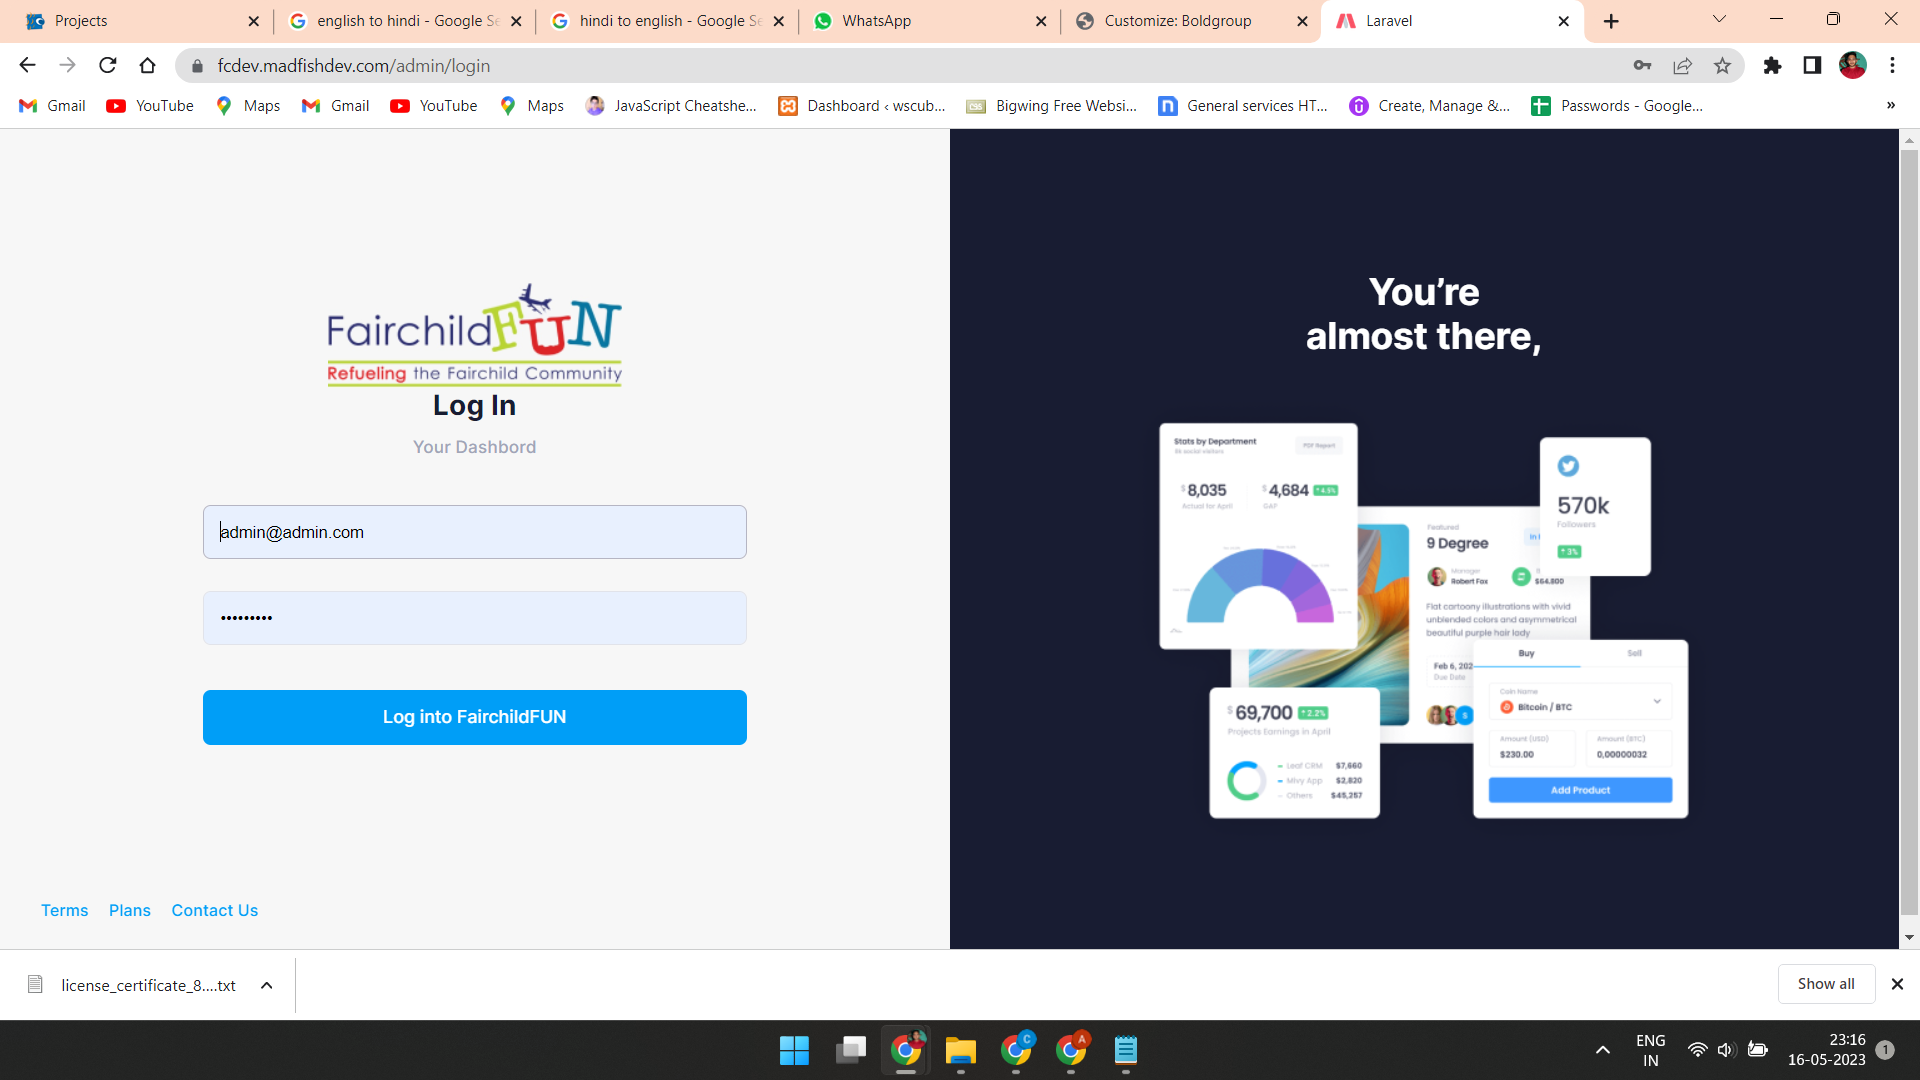 Projects
english to hindi - Google Se
hindi to english - Google Se
WhatsApp
Customize: Boldgroup
Laravel
fcdev.madfishdev.com/admin/login
Gmail
YouTube
Maps
Gmail
YouTube
Maps
JavaScript Cheatshe...
Dashboard ‹ wscub...
Bigwing Free Websi...
General services HT...
Create, Manage &...
Passwords - Google...
»
FairchildFUN
Refueling the Fairchild Community
Log In
Your Dashbord
admin@admin.com
•••••••••
Log into FairchildFUN
Terms
Plans
Contact Us
You're
almost there,
Stats by Department
8k social visitors
PDF Report
$8,035
Actual for April
$4,684
4.5%
GAP
570k
Followers
3%
Featured
9 Degree
In
Manager
Robert Fox
$64,800
Flat cartoony illustrations with vivid
unblended colors and asymmetrical
beautiful purple hair lady
Feb 6, 202
Due Date
S
$69,700
2.2%
Projects Earnings in April
Leaf CRM $7,660
Mivy App $2,820
Others $45,257
Buy
Sell
Coin Name
Bitcoin / BTC
Amount (USD)
$230.00
Amount (BTC)
0,00000032
Add Product
license_certificate_8....txt
Show all
C
A
ENG
IN
23:16
16-05-2023
1